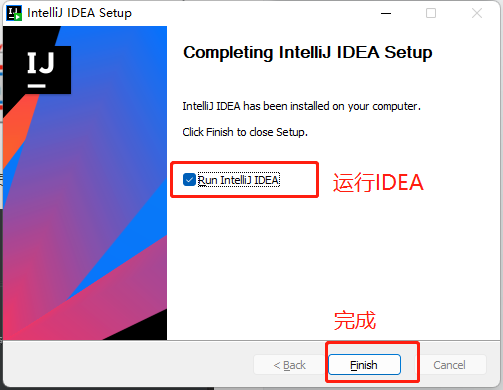 IntelliJ IDEA Setup
IJ
Completing IntelliJ IDEA Setup
IntelliJ IDEA has been installed on your computer.
Click Finish to close Setup.
Run IntelliJ IDEA
运行IDEA
完成
< Back
Finish
Cancel